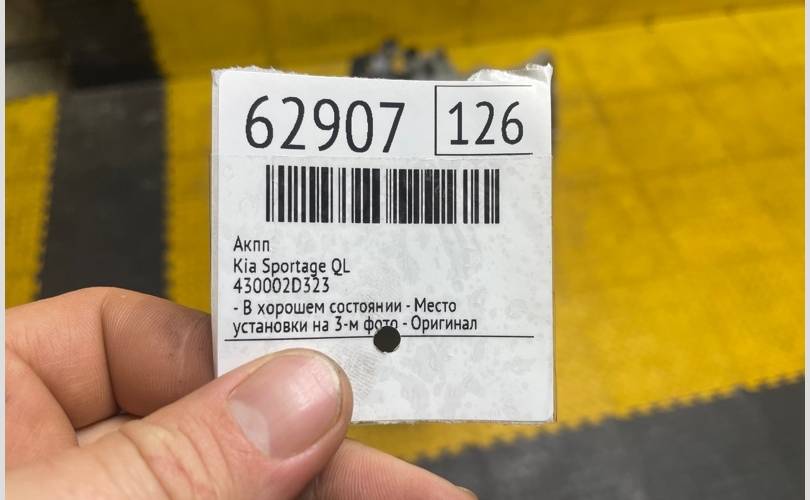 62907 126
Акпп
Kia Sportage QL
430002D323
- В хорошем состоянии - Место
установки на 3-м фото - Оригинал